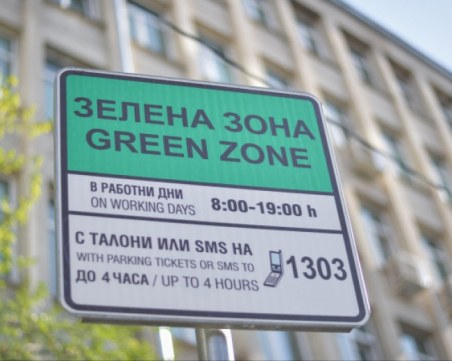 ЗЕЛЕНА ЗОНА
GREEN ZONE
В РАБОТНИ ДНИ
ON WORKING DAYS 8:00-19:00 h
С ТАЛОНИ ИЛИ SMS НА
WITH PARKING TICKETS OR SMS TO 1303
ДО 4 ЧАСА / UP TO 4 HOURS